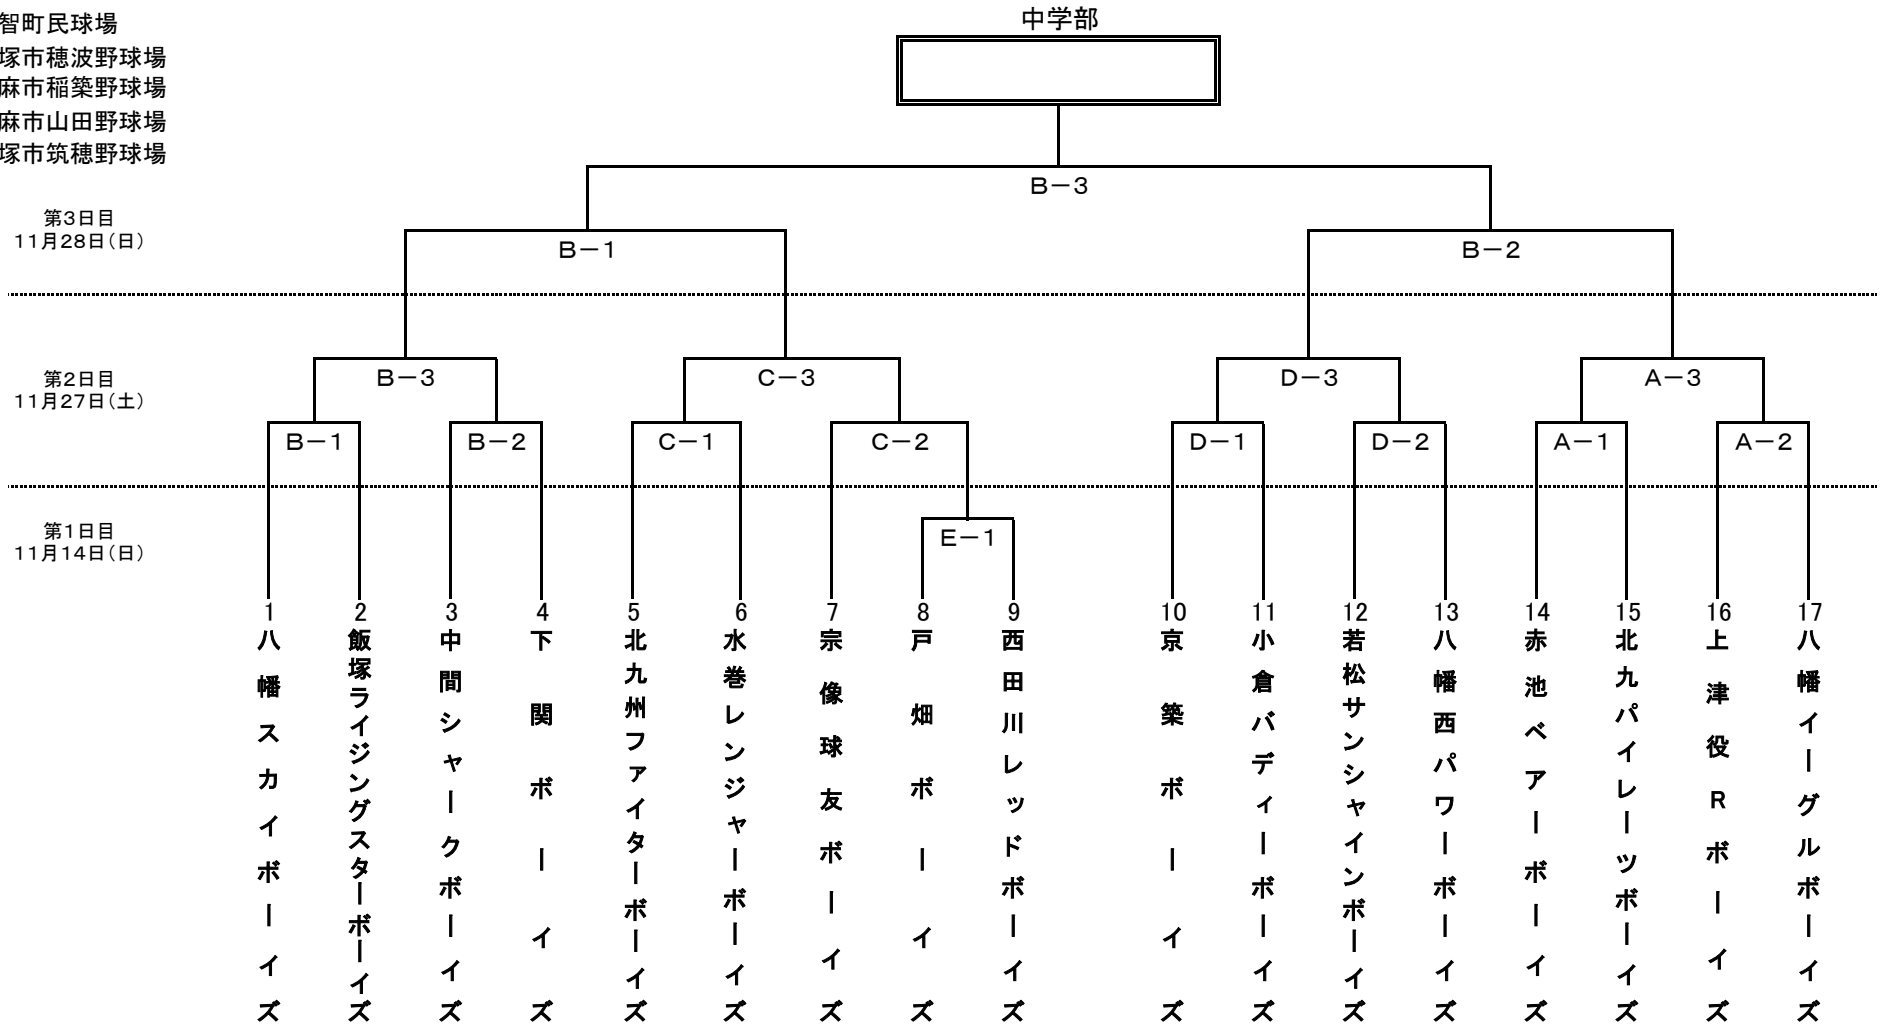 中学部
智町民球場
塚市穂波野球場
麻市稲築野球場
麻市山田野球場
塚市筑穂野球場
B－3
第3日目
11月28日(日)
B－1
B－2
第2日目
11月27日(土)
B－3
C－3
D－3
A－3
B－1
B－2
C－1
C－2
D－1
D－2
A－1
A－2
第1日目
11月14日(日)
E－1
1
八幡スカイボーイズ
2
飯塚ライジングスターボーイズ
3
中間シャークボーイズ
4
下関ボーイズ
5
北九州ファイターボーイズ
6
水巻レンジャーボーイズ
7
宗像球友ボーイズ
8
戸畑ボーイズ
9
西田川レッドボーイズ
10
京築ボーイズ
11
小倉バディーボーイズ
12
若松サンシャインボーイズ
13
八幡西パワーボーイズ
14
赤池ベアーボーイズ
15
北九パイレーツボーイズ
16
上津役Rボーイズ
17
八幡イーグルボーイズ